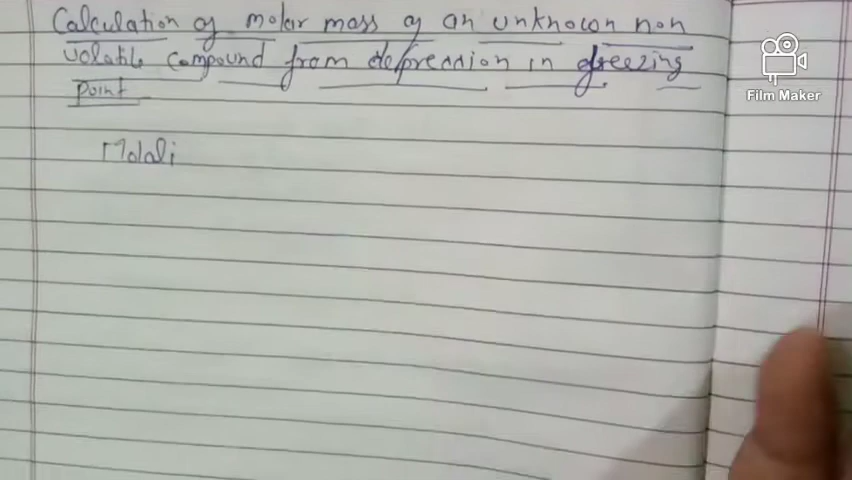 Calculation of molar mass of an unknown non
volatile compound from depression in freezing
point
Molali
Film Maker